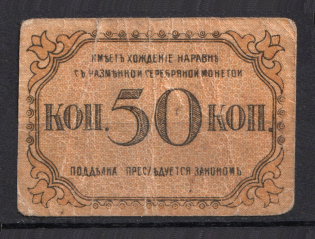 ИМѢЕТЪ ХОЖДЕНІЕ НАРАВНѢ
СЪ РАЗМѢННОЙ СЕРЕБРЯНОЙ МОНЕТОЙ
КОП. 50 КОП.
ПОДДѢЛКА ПРЕСЛѢДУЕТСЯ ЗАКОНОМЪ